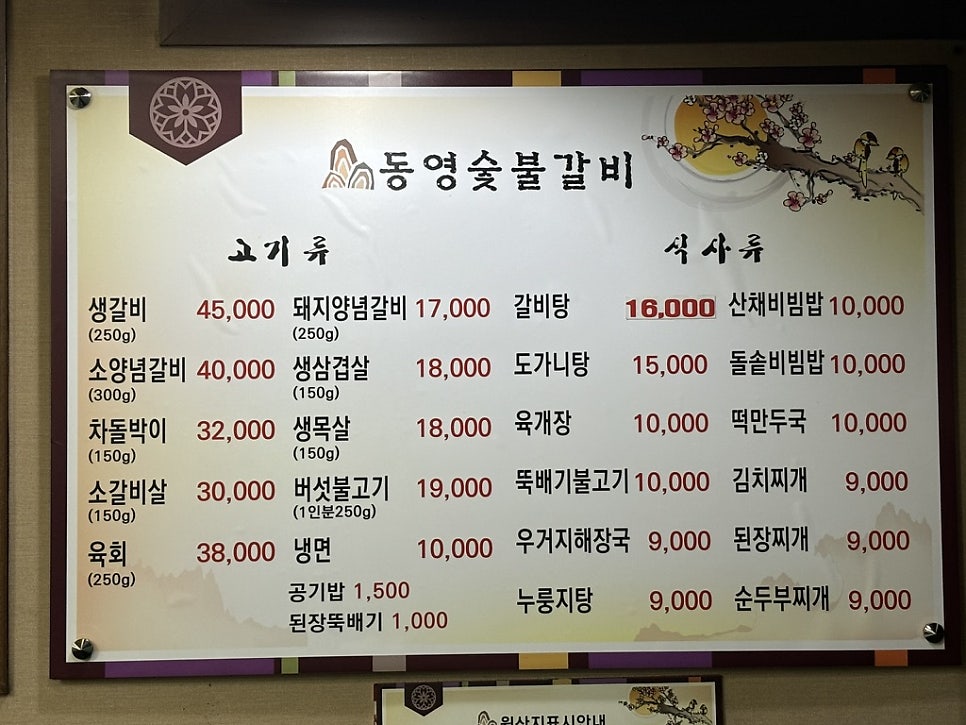 동영숯불갈비
고기류
생갈비 45,000
(250g)
소양념갈비 40,000
(300g)
차돌박이 32,000
(150g)
소갈비살 30,000
(150g)
육회 38,000
(250g)
돼지양념갈비 17,000
(250g)
생삼겹살 18,000
(150g)
생목살 18,000
(150g)
버섯불고기 19,000
(1인분250g)
냉면 10,000
공기밥 1,500
된장뚝배기 1,000
식사류
갈비탕 16,000
도가니탕 15,000
육개장 10,000
뚝배기불고기 10,000
우거지해장국 9,000
누룽지탕 9,000
산채비빔밥 10,000
돌솥비빔밥 10,000
떡만두국 10,000
김치찌개 9,000
된장찌개 9,000
순두부찌개 9,000
원산지표시안내